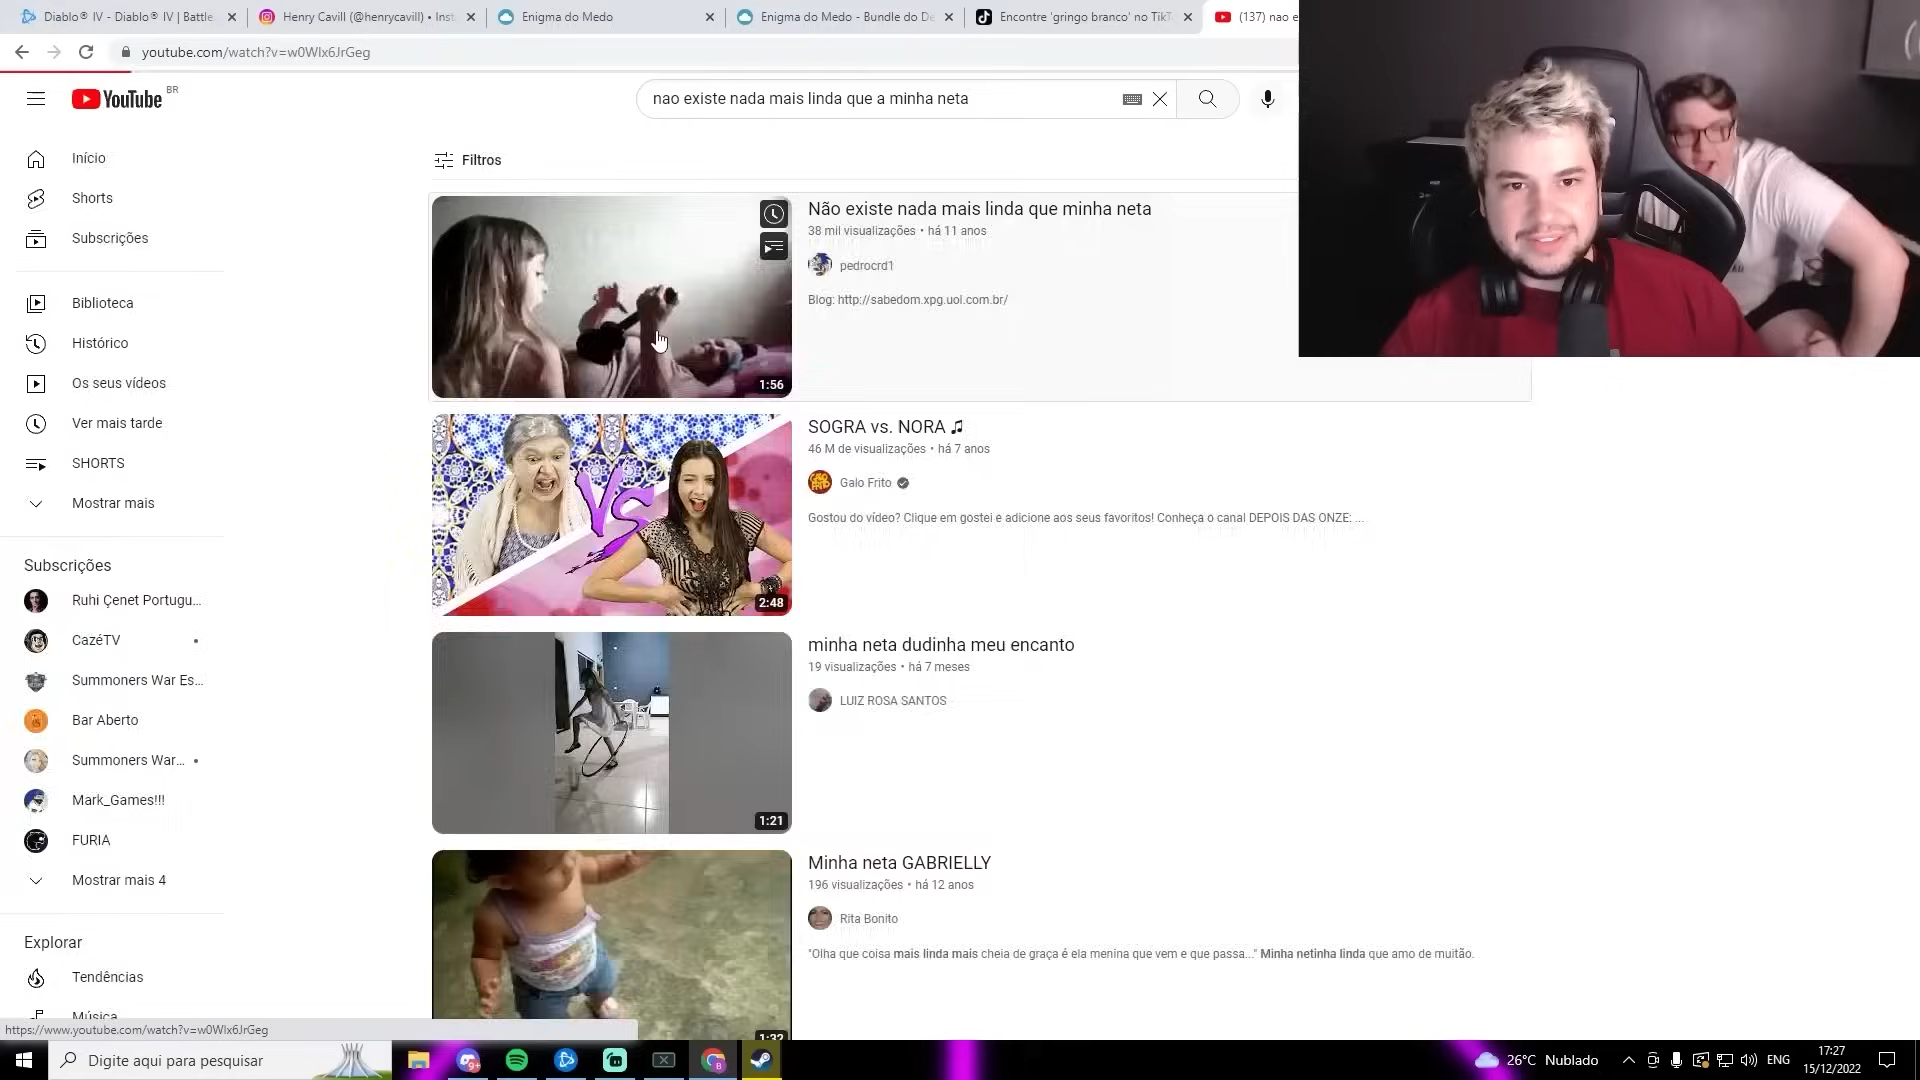 Diablo® IV - Diablo® IV | Battle
Henry Cavill (@henrycavill) • Inst
Enigma do Medo
Enigma do Medo - Bundle do De
Encontre 'gringo branco' no TikT
(137) nao e
youtube.com/watch?v=w0Wlx6JrGeg
YouTube BR
nao existe nada mais linda que a minha neta
Início
Shorts
Subscrições
Biblioteca
Histórico
Os seus vídeos
Ver mais tarde
SHORTS
Mostrar mais
Subscrições
Ruhi Çenet Portugu...
CazéTV
Summoners War Es...
Bar Aberto
Summoners War...
Mark_Games!!!
FURIA
Mostrar mais 4
Explorar
Tendências
Música
Filtros
1:56
Não existe nada mais linda que minha neta
38 mil visualizações • há 11 anos
pedrocrd1
Blog: http://sabedom.xpg.uol.com.br/
VS
2:48
SOGRA vs. NORA ♫
46 M de visualizações • há 7 anos
Galo Frito
Gostou do vídeo? Clique em gostei e adicione aos seus favoritos! Conheça o canal DEPOIS DAS ONZE: ...
1:21
minha neta dudinha meu encanto
19 visualizações • há 7 meses
LUIZ ROSA SANTOS
1:32
Minha neta GABRIELLY
196 visualizações • há 12 anos
Rita Bonito
"Olha que coisa mais linda mais cheia de graça é ela menina que vem e que passa..." Minha netinha linda que amo de muitão.
https://www.youtube.com/watch?v=w0Wlx6JrGeg
Digite aqui para pesquisar
9+
26°C Nublado
ENG
17:27
15/12/2022